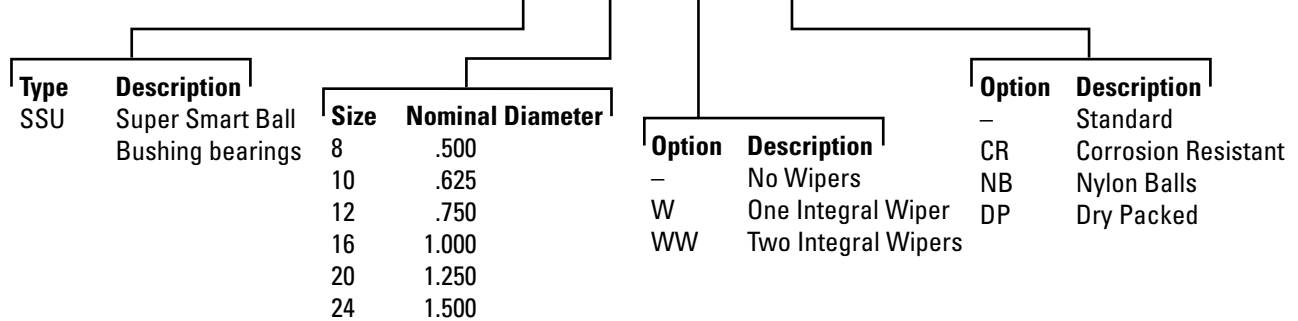 Type Description
SSU Super Smart Ball
Bushing bearings
Size Nominal Diameter
8 .500
10 .625
12 .750
16 1.000
20 1.250
24 1.500
Option Description
– No Wipers
W One Integral Wiper
WW Two Integral Wipers
Option Description
– Standard
CR Corrosion Resistant
NB Nylon Balls
DP Dry Packed